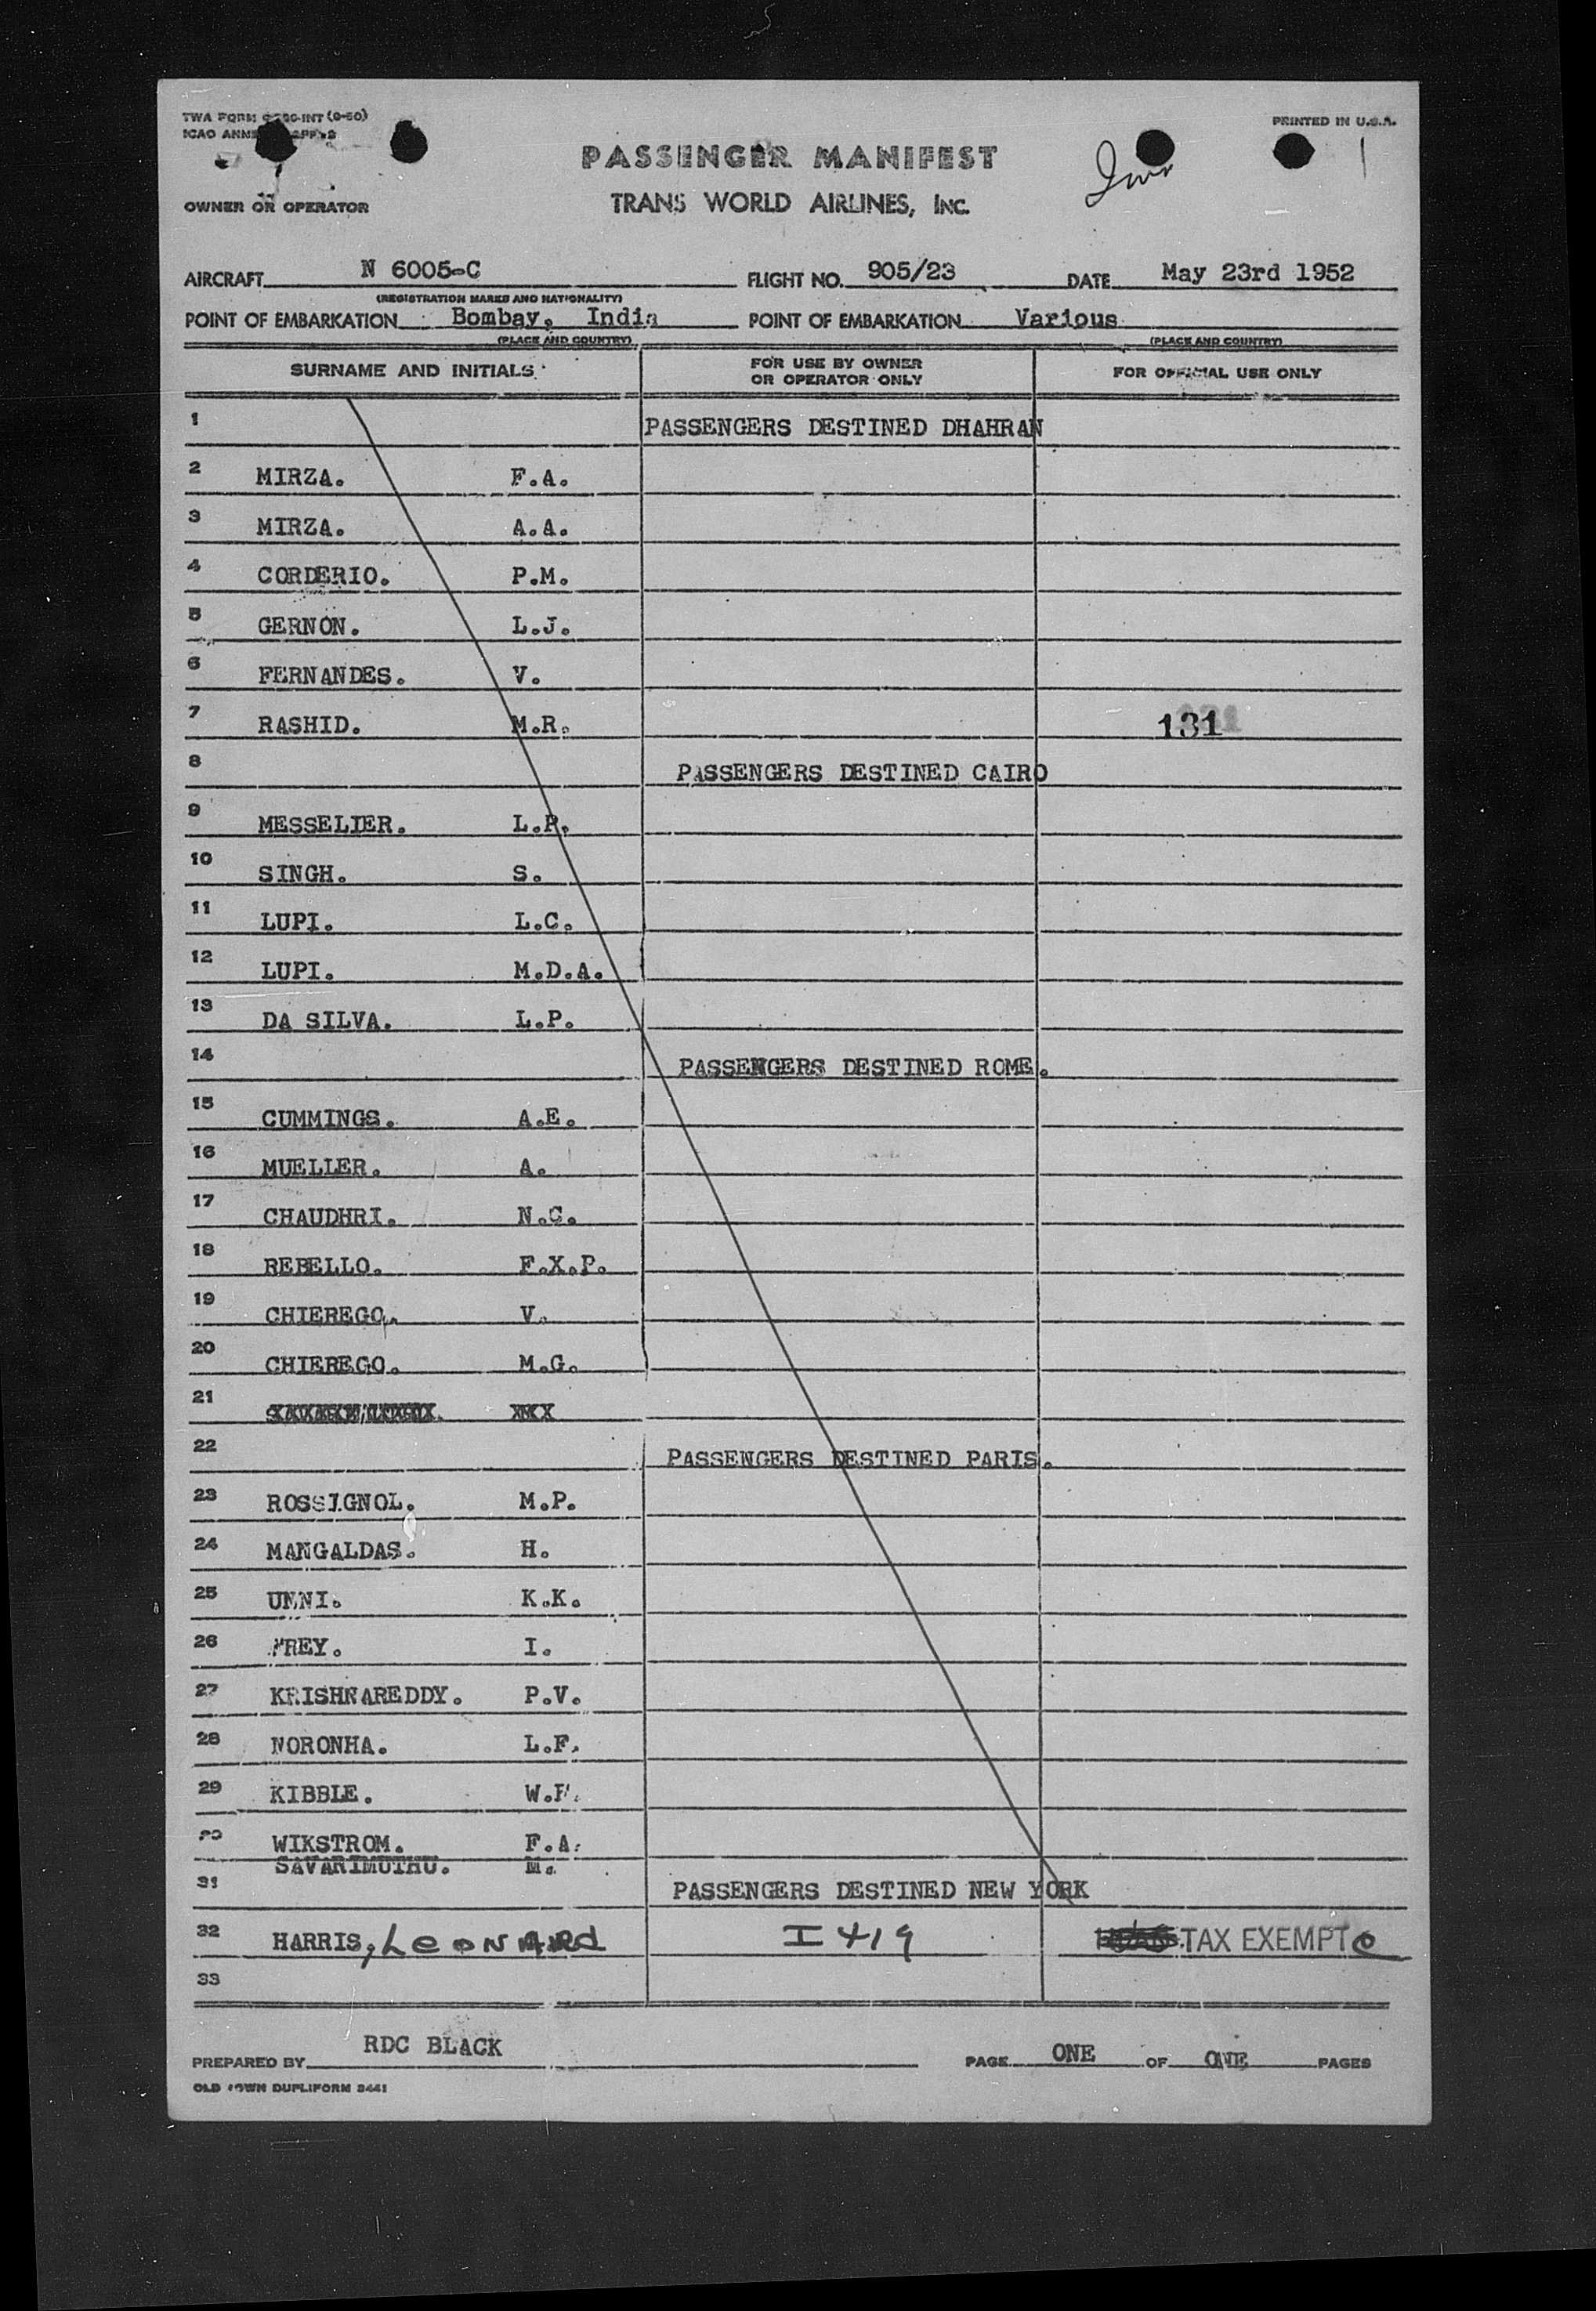 PRINTED IN U.S.A.
PASSENGER MANIFEST
OWNER OR OPERATOR TRANS WORLD AIRLINES, INC.
AIRCRAFT N 6005-C FLIGHT NO. 905/23 DATE May 23rd 1952
(REGISTRATION MARKS AND NATIONALITY)
POINT OF EMBARKATION Bombay, India POINT OF EMBARKATION Various
(PLACE AND COUNTRY) (PLACE AND COUNTRY)
SURNAME AND INITIALS FOR USE BY OWNER OR OPERATOR ONLY FOR OFFICIAL USE ONLY
1 PASSENGERS DESTINED DHAHRAN
2 MIRZA. F.A.
3 MIRZA. A.A.
4 CORDERIO. P.M.
5 GERNON. L.J.
6 FERNANDES. V.
7 RASHID. M.R. 131
8 PASSENGERS DESTINED CAIRO
9 MESSELIER. L.P.
10 SINGH. S.
11 LUPI. L.C.
12 LUPI. M.D.A.
13 DA SILVA. L.P.
14 PASSENGERS DESTINED ROME.
15 CUMMINGS. A.E.
16 MUELLER. A.
17 CHAUDHRI. N.C.
18 REBELLO. F.X.P.
19 CHIEREGO. V.
20 CHIEREGO. M.G.
21
22 PASSENGERS DESTINED PARIS.
23 ROSSIGNOL. M.P.
24 MANGALDAS. H.
25 UNNI. K.K.
26 FREY. I.
27 KRISHNAREDDY. P.V.
28 NORONHA. L.F.
29 KIBBLE. W.F.
30 WIKSTROM. F.A.
SAVARIMUTHU. M.
31 PASSENGERS DESTINED NEW YORK
32 HARRIS, LEONARD I 419 TAX EXEMPT C
33
PREPARED BY RDC BLACK PAGE ONE OF ONE PAGES
OLD TOWN DUPLIFORM 3441